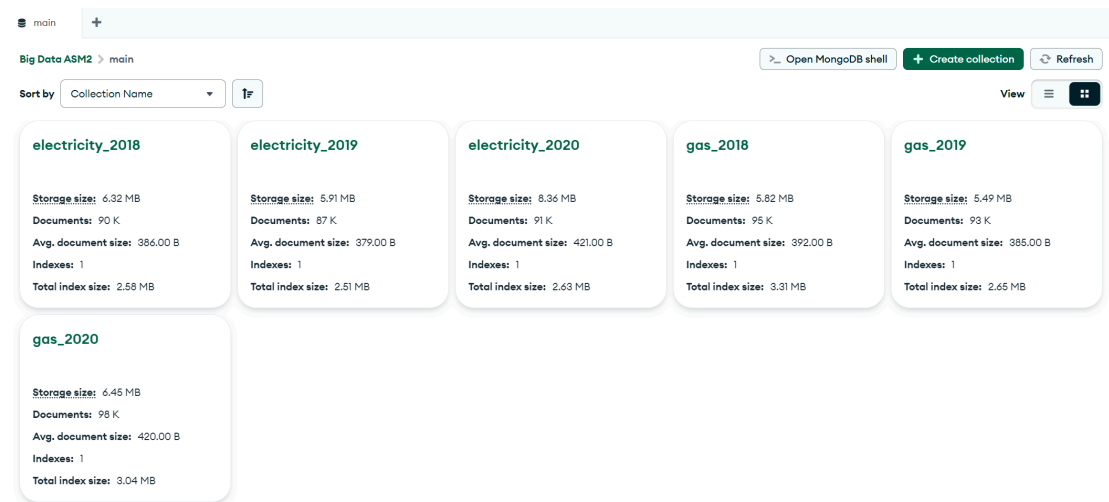 main
Big Data ASM2 > main
>_ Open MongoDB shell
+ Create collection
Refresh
Sort by Collection Name
View
electricity_2018
Storage size: 6.32 MB
Documents: 90 K
Avg. document size: 386.00 B
Indexes: 1
Total index size: 2.58 MB
electricity_2019
Storage size: 5.91 MB
Documents: 87 K
Avg. document size: 379.00 B
Indexes: 1
Total index size: 2.51 MB
electricity_2020
Storage size: 8.36 MB
Documents: 91 K
Avg. document size: 421.00 B
Indexes: 1
Total index size: 2.63 MB
gas_2018
Storage size: 5.82 MB
Documents: 95 K
Avg. document size: 392.00 B
Indexes: 1
Total index size: 3.31 MB
gas_2019
Storage size: 5.49 MB
Documents: 93 K
Avg. document size: 385.00 B
Indexes: 1
Total index size: 2.65 MB
gas_2020
Storage size: 6.45 MB
Documents: 98 K
Avg. document size: 420.00 B
Indexes: 1
Total index size: 3.04 MB